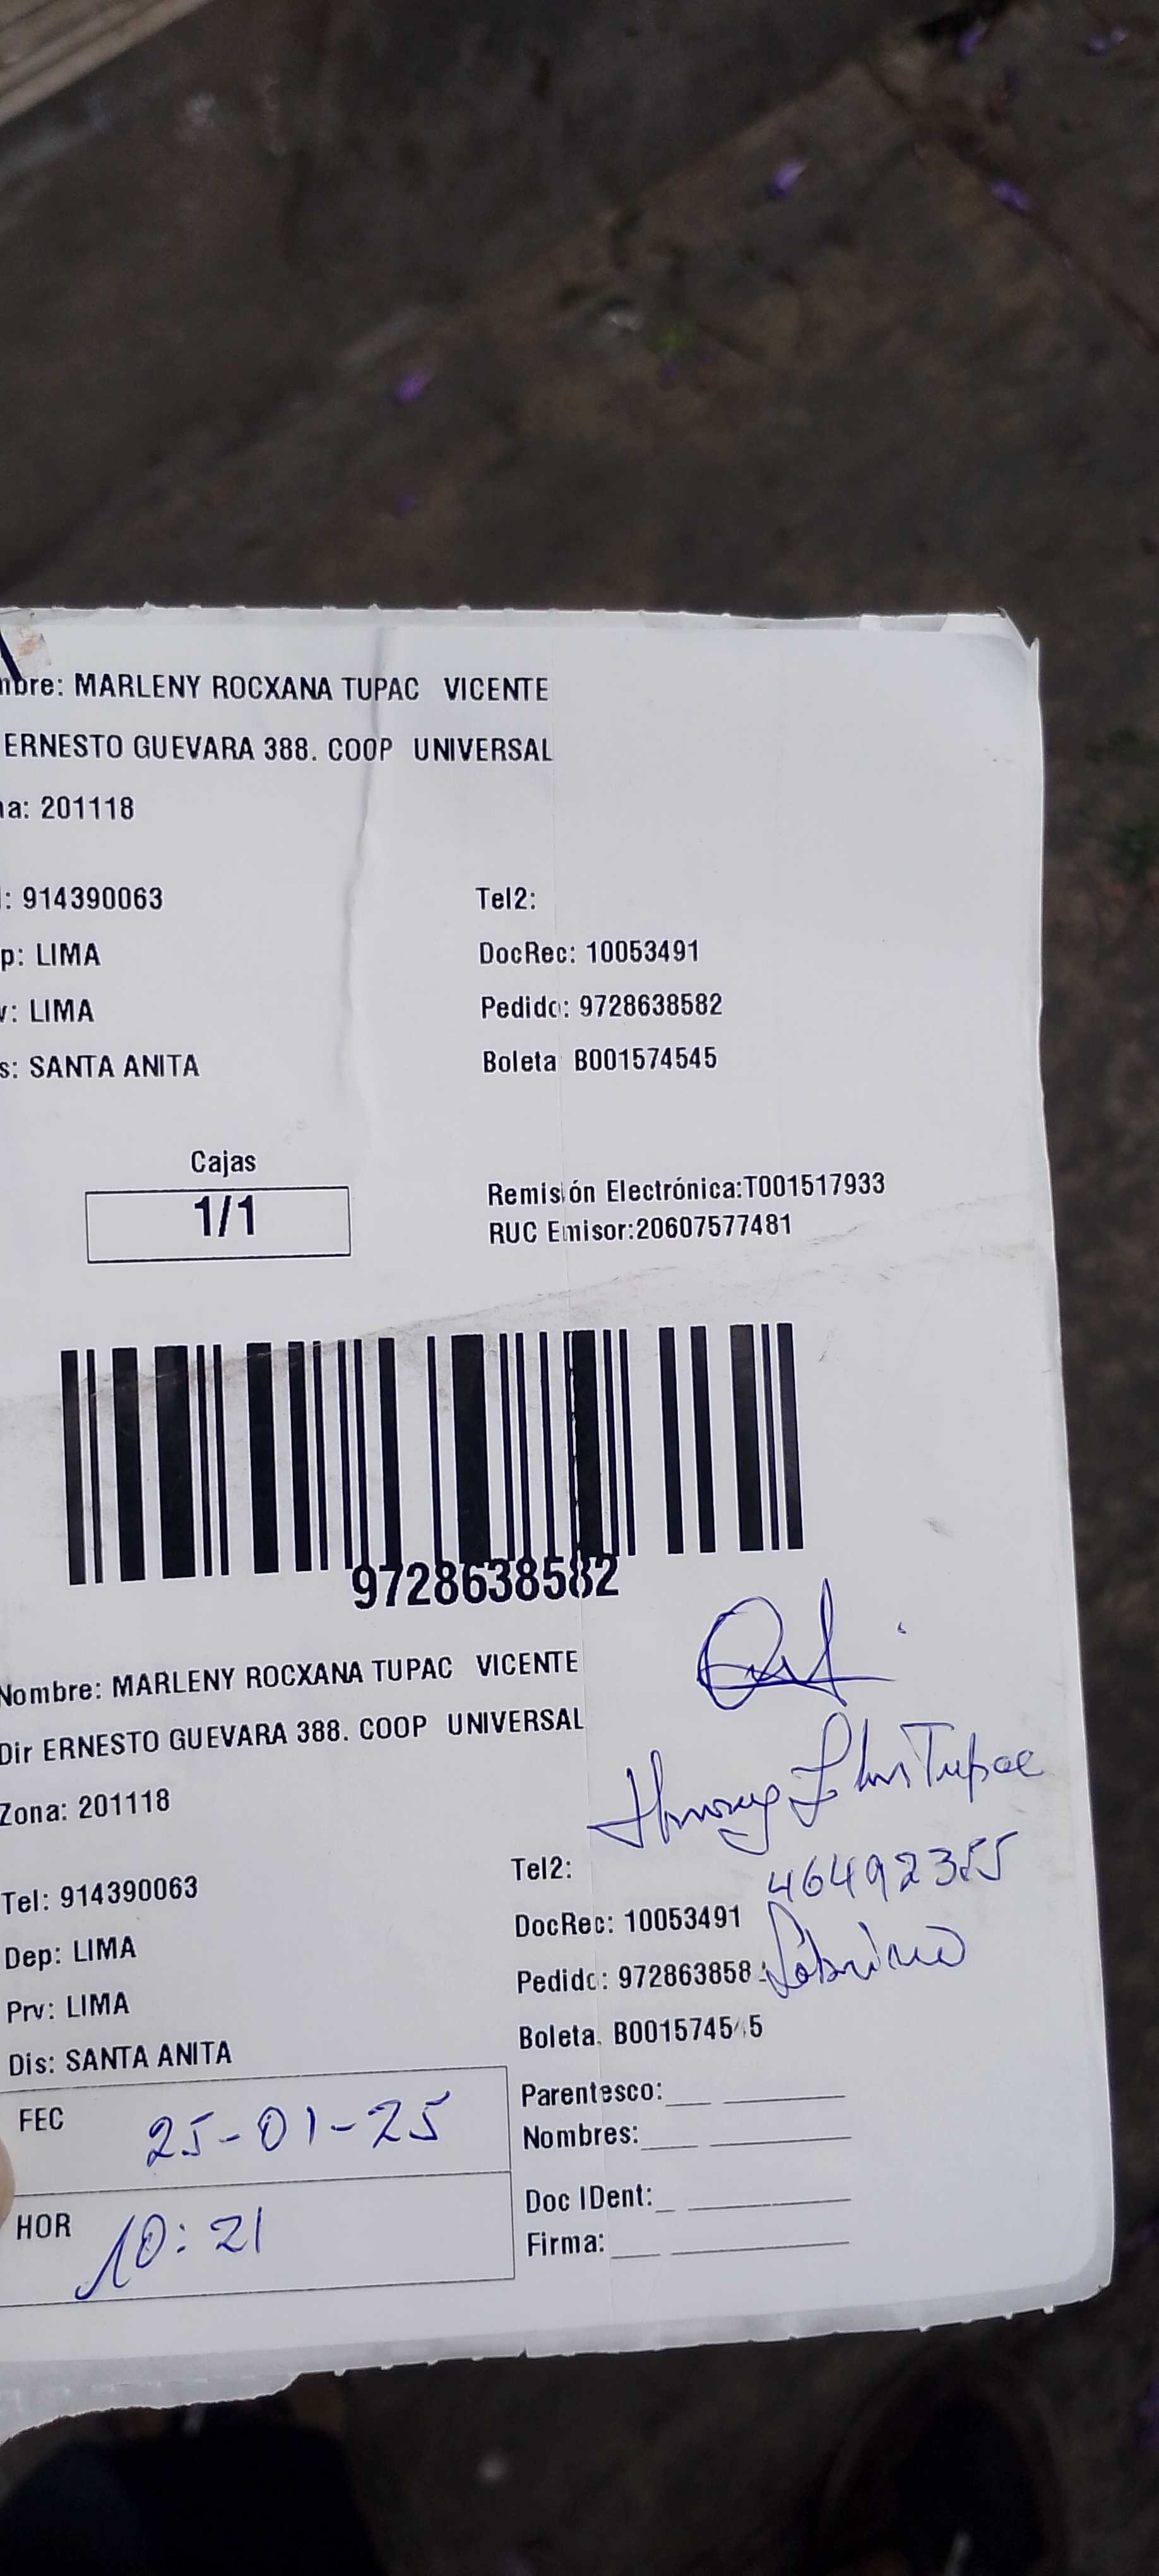 mbre: MARLENY ROCXANA TUPAC VICENTE
ERNESTO GUEVARA 388. COOP UNIVERSAL
na: 201118
l: 914390063
Tel2:
p: LIMA
DocRec: 10053491
v: LIMA
Pedido: 9728638582
s: SANTA ANITA
Boleta B001574545
Cajas
1/1
Remisión Electrónica:T001517933
RUC Emisor:20607577481
9728638582
Nombre: MARLENY ROCXANA TUPAC VICENTE
Dir ERNESTO GUEVARA 388. COOP UNIVERSAL
Tupac
Zona: 201118
46492355
Tel: 914390063
Tel2:
DocRec: 10053491
Sobrino
Dep: LIMA
Pedido: 972863858
Prv: LIMA
Boleta. B001574545
Dis: SANTA ANITA
FEC 25-01-25
Parentesco:
Nombres:
HOR 10:21
Doc IDent:
Firma: